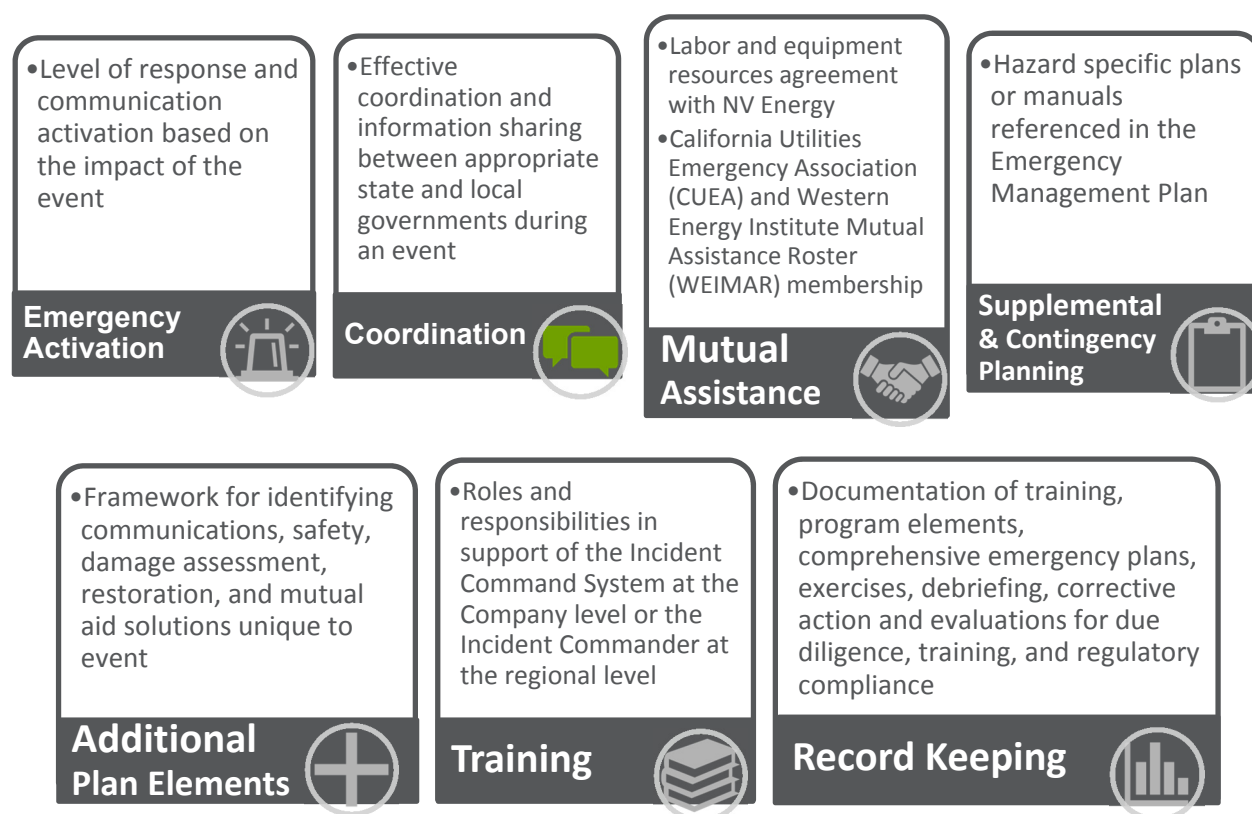 •Level of response and
communication
activation based on
the impact of the
event
Emergency
Activation
•Effective
coordination and
information sharing
between appropriate
state and local
governments during
an event
Coordination
•Labor and equipment
resources agreement
with NV Energy
•California Utilities
Emergency Association
(CUEA) and Western
Energy Institute Mutual
Assistance Roster
(WEIMAR) membership
Mutual
Assistance
•Hazard specific plans
or manuals
referenced in the
Emergency
Management Plan
Supplemental
& Contingency
Planning
•Framework for identifying
communications, safety,
damage assessment,
restoration, and mutual
aid solutions unique to
event
Additional
Plan Elements
•Roles and
responsibilities in
support of the Incident
Command System at the
Company level or the
Incident Commander at
the regional level
Training
•Documentation of training,
program elements,
comprehensive emergency plans,
exercises, debriefing, corrective
action and evaluations for due
diligence, training, and regulatory
compliance
Record Keeping